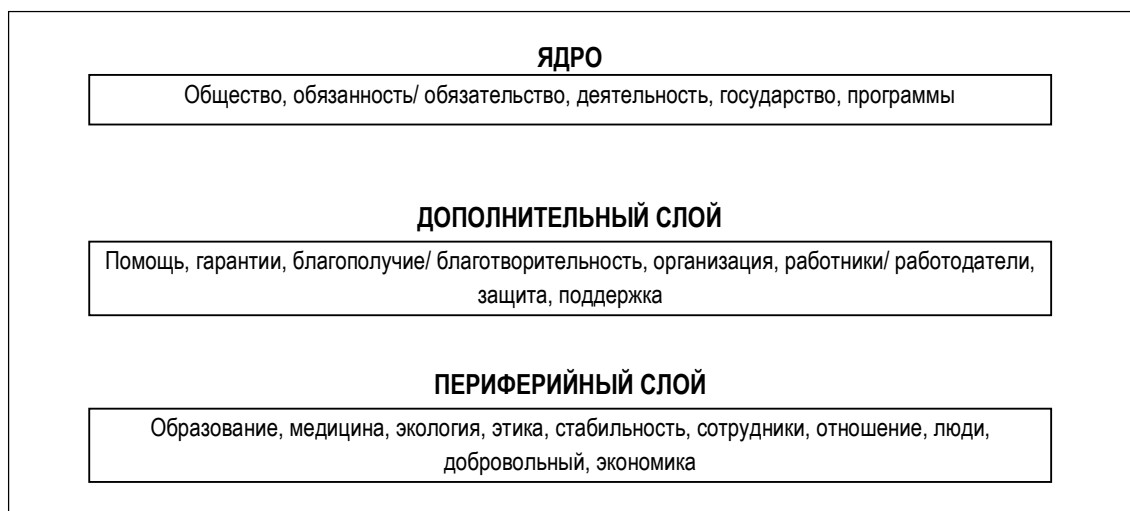 ЯДРО
Общество, обязанность/ обязательство, деятельность, государство, программы
ДОПОЛНИТЕЛЬНЫЙ СЛОЙ
Помощь, гарантии, благополучие/ благотворительность, организация, работники/ работодатели,
защита, поддержка
ПЕРИФЕРИЙНЫЙ СЛОЙ
Образование, медицина, экология, этика, стабильность, сотрудники, отношение, люди,
добровольный, экономика